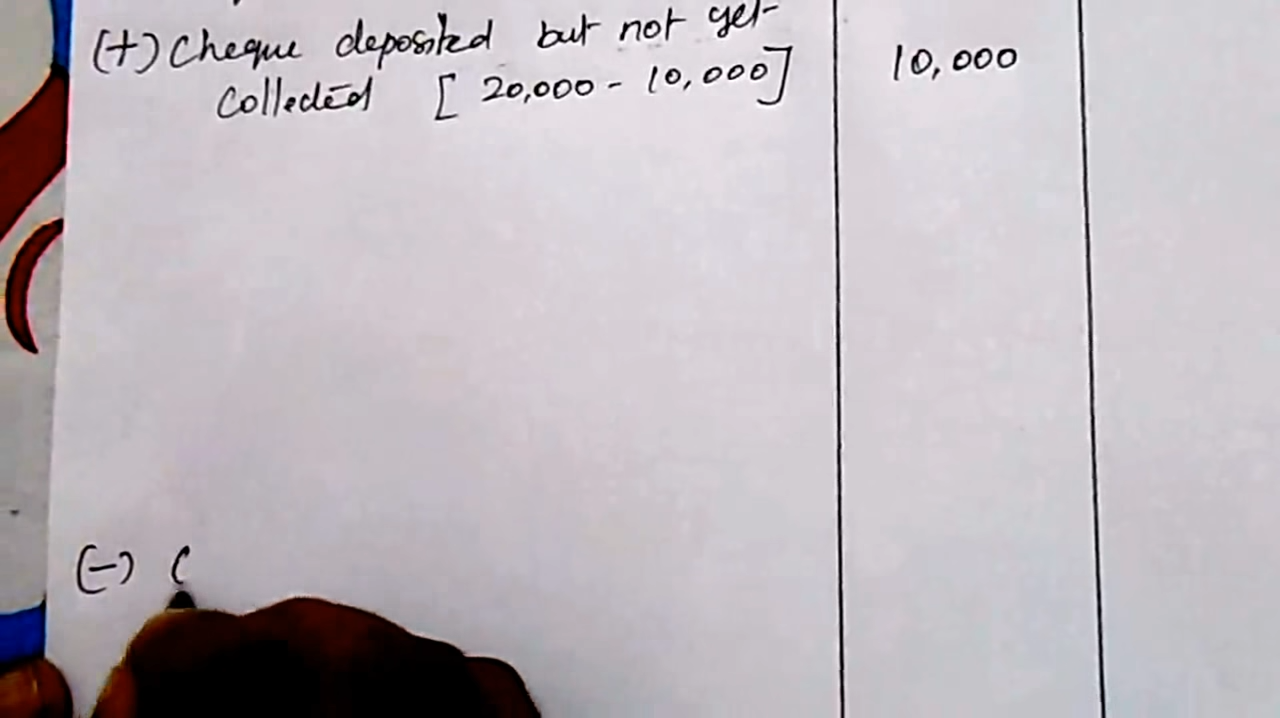 (+) Cheque deposited but not yet
collected [20,000 - 10,000] 10,000
(-) C